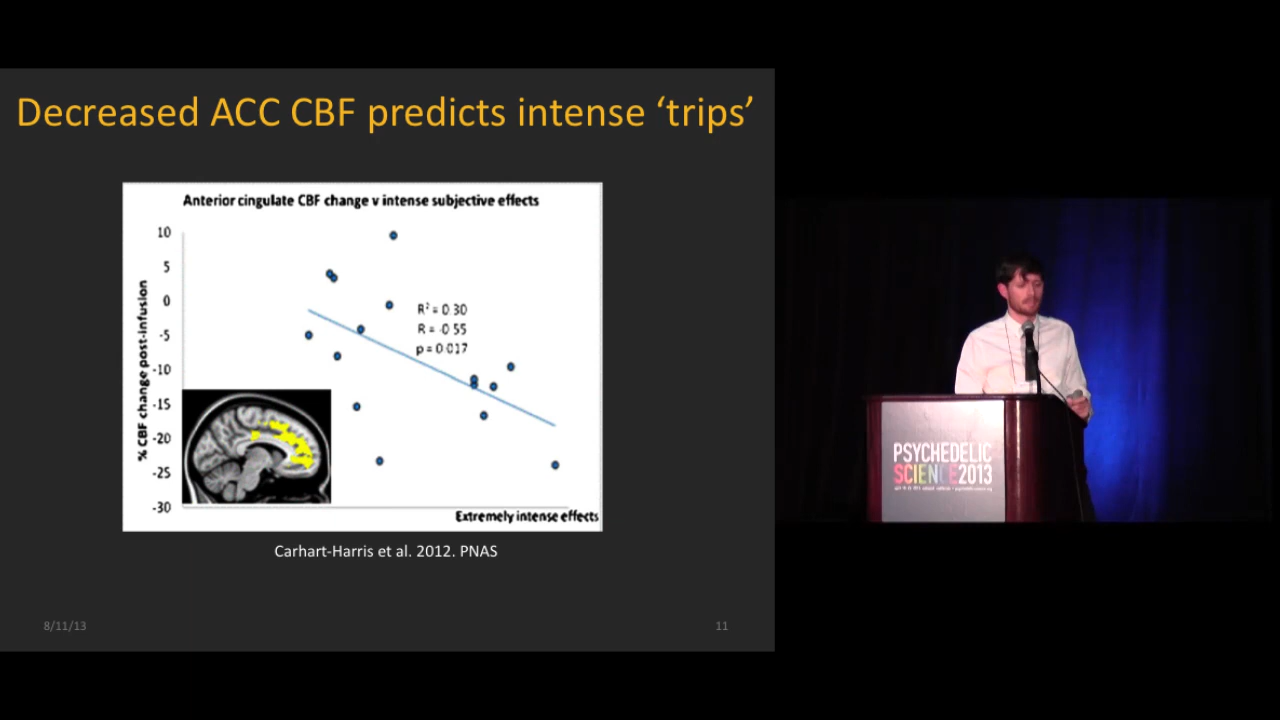 Decreased ACC CBF predicts intense ‘trips’
Anterior cingulate CBF change v intense subjective effects
% CBF change post-infusion
10
5
0
-5
-10
-15
-20
-25
-30
R² = 0.30
R = -0.55
p = 0.017
Extremely intense effects
Carhart-Harris et al. 2012. PNAS
8/11/13
11
PSYCHEDELIC
SCIENCE2013